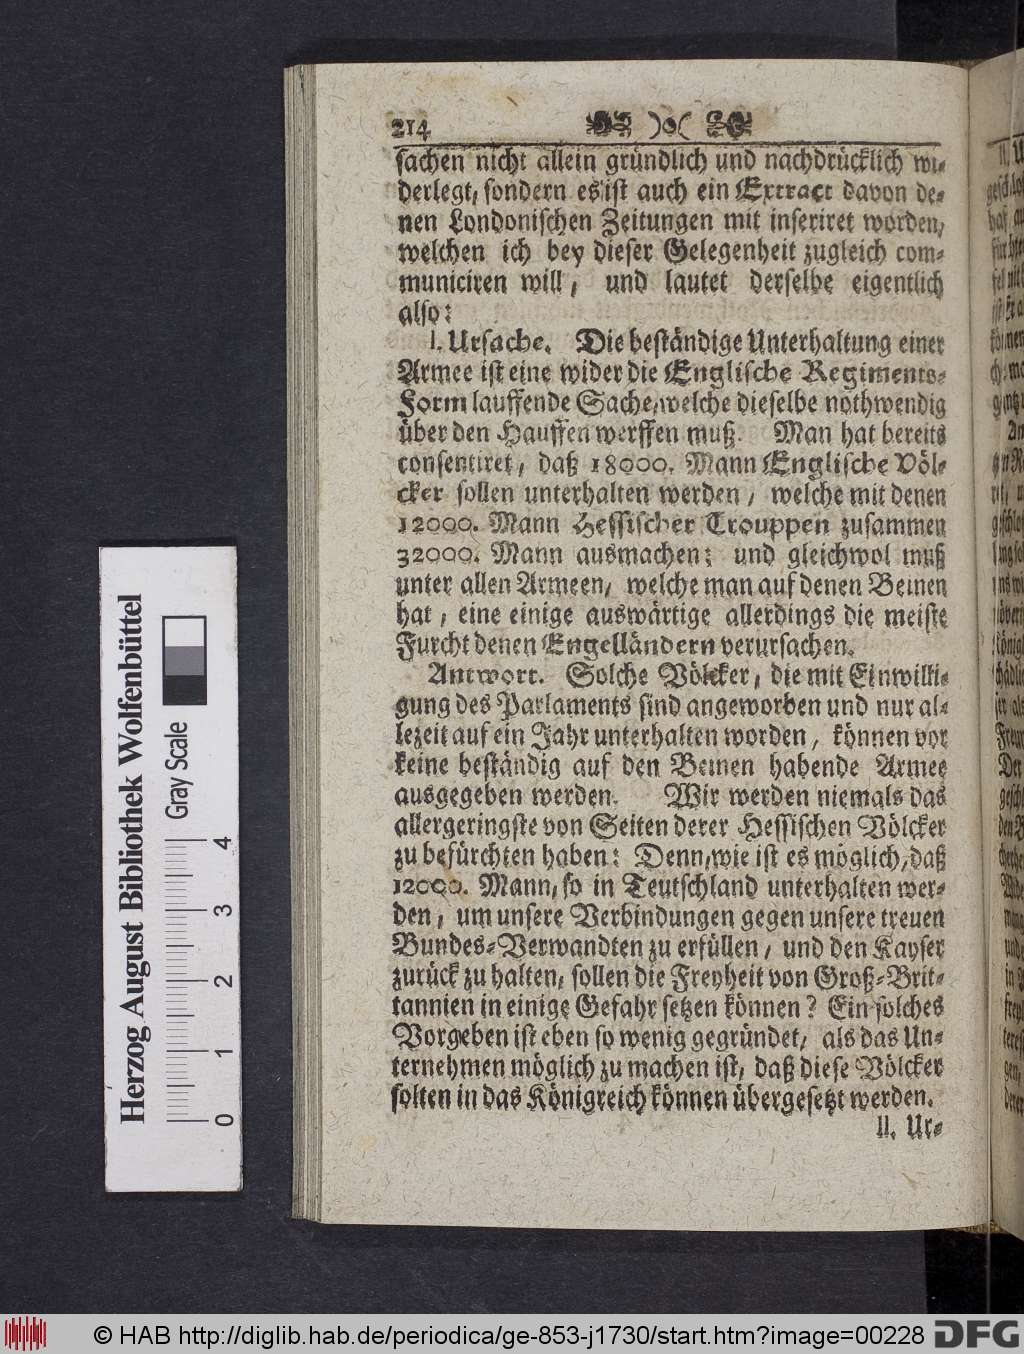 214 )o(
sachen nicht allein gründlich und nachdrücklich wi-
derlegt, sondern es ist auch ein Extract davon de-
nen Londonischen Zeitungen mit inseriret worden,
welchen ich bey dieser Gelegenheit zugleich com-
municiren will, und lautet derselbe eigentlich
also:
I. Ursache. Die beständige Unterhaltung einer
Armee ist eine wider die Englische Regiments-
Form lauffende Sache, welche dieselbe nothwendig
über den Hauffen werffen muß. Man hat bereits
consentiret, daß 18000. Mann Englische Völ-
cker sollen unterhalten werden, welche mit denen
12000. Mann Hessischer Trouppen zusammen
32000. Mann ausmachen; und gleichwol muß
unter allen Armeen, welche man auf denen Beinen
hat, eine einige auswärtige allerdings die meiste
Furcht denen Engelländern verursachen.
Antwort. Solche Völcker, die mit Einwilli-
gung des Parlaments sind angeworben und nur al-
lezeit auf ein Jahr unterhalten worden, können vor
keine beständig auf den Beinen habende Armee
ausgegeben werden. Wir werden niemals das
allergeringste von Seiten derer Hessischen Völcker
zu befürchten haben: Denn, wie ist es möglich, daß
12000. Mann, so in Teutschland unterhalten wer-
den, um unsere Verbindungen gegen unsere treuen
Bundes-Verwandten zu erfüllen, und den Kayser
zurück zu halten, sollen die Freyheit von Groß-Brit-
tannien in einige Gefahr setzen können? Ein solches
Vorgeben ist eben so wenig gegründet, als das Un-
ternehmen möglich zu machen ist, daß diese Völcker
solten in das Königreich können übergesetzt werden.
II. Ur-
Herzog August Bibliothek Wolfenbüttel
Gray Scale
0 1 2 3 4
© HAB http://diglib.hab.de/periodica/ge-853-j1730/start.htm?image=00228 DFG